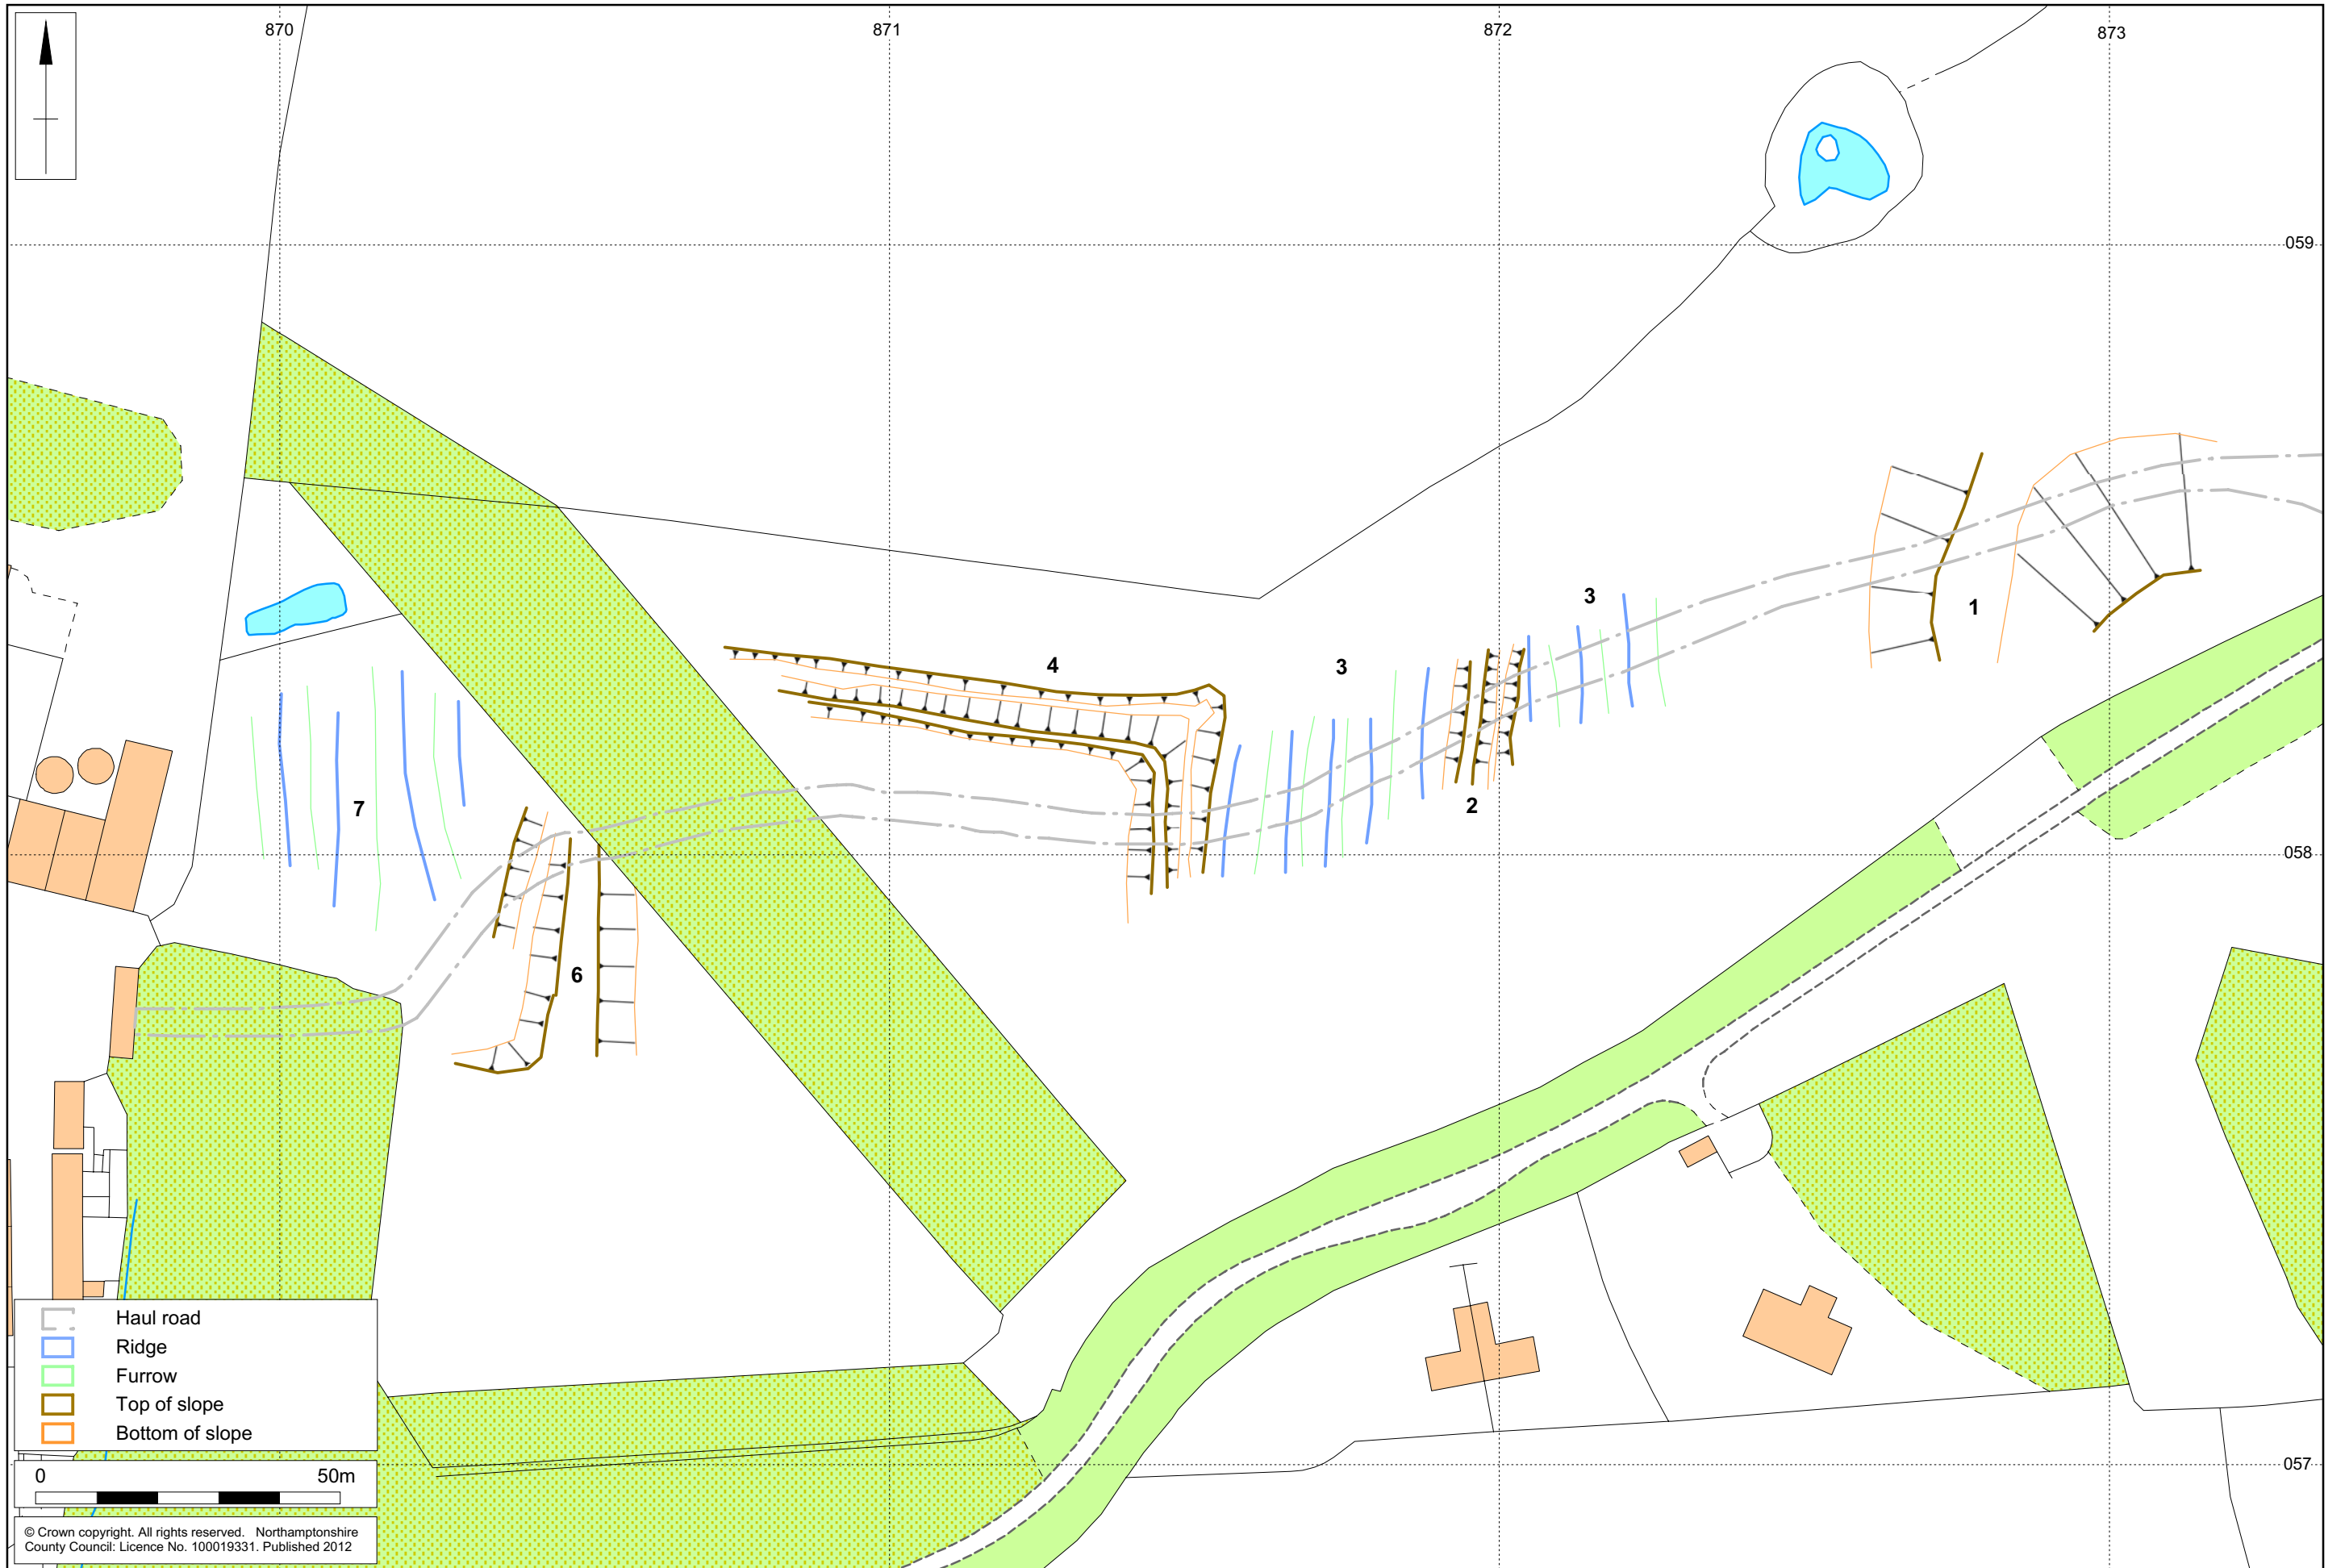 870
871
872
873
059
3
1
4
3
7
2
058
6
Haul road
Ridge
Furrow
Top of slope
Bottom of slope
0 50m
057
© Crown copyright. All rights reserved. Northamptonshire
County Council: Licence No. 100019331. Published 2012